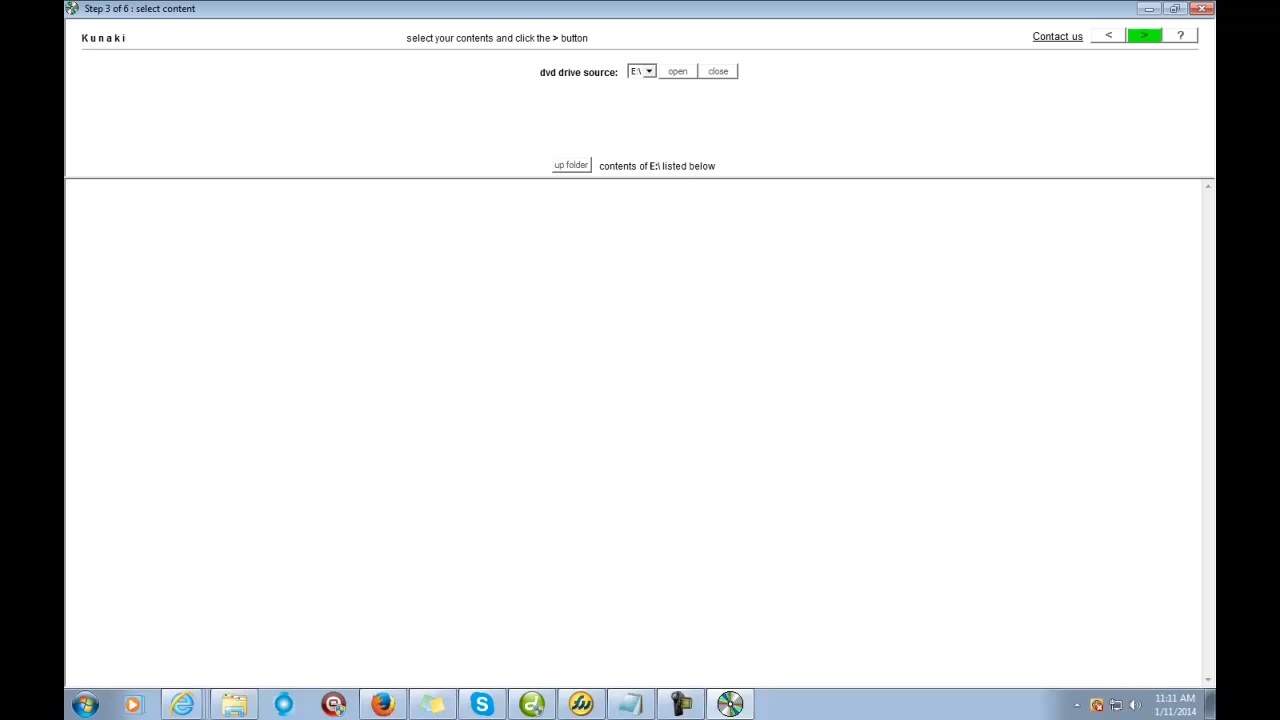 Step 3 of 6 : select content
K u n a k i
select your contents and click the > button
Contact us
<
>
?
dvd drive source:
E:\
open
close
up folder
contents of E:\ listed below
11:11 AM
1/11/2014